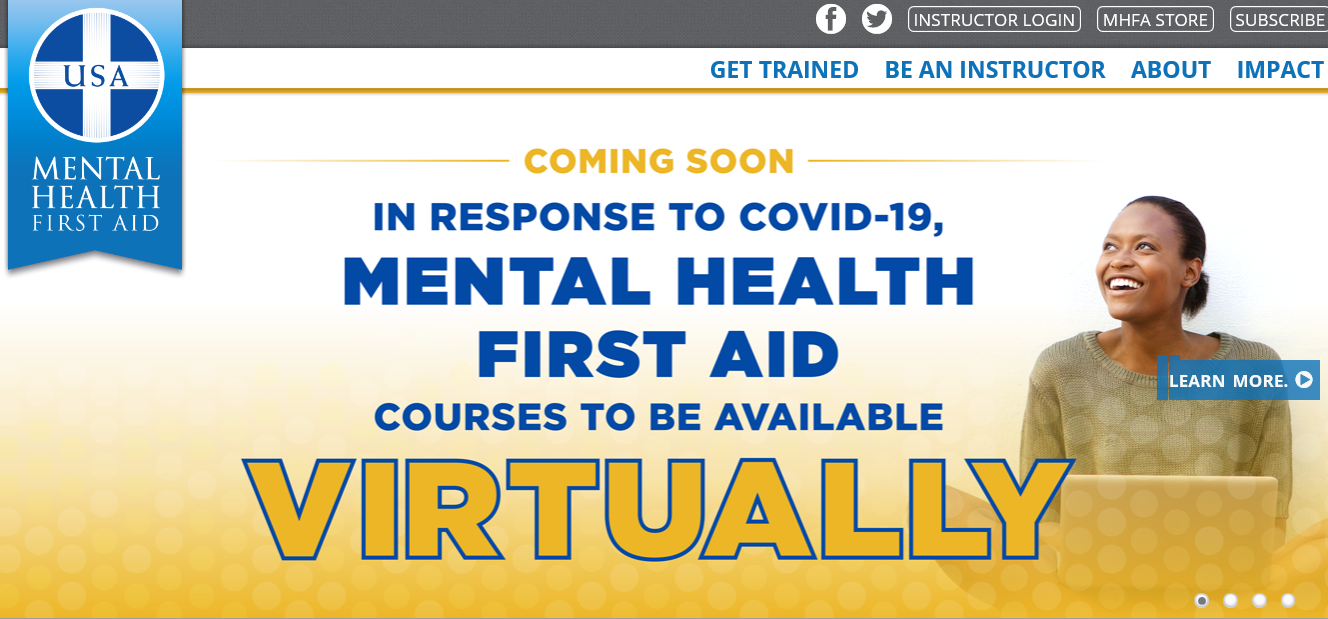 INSTRUCTOR LOGIN
MHFA STORE
SUBSCRIBE
GET TRAINED
BE AN INSTRUCTOR
ABOUT
IMPACT
USA
MENTAL
HEALTH
FIRST AID
COMING SOON
IN RESPONSE TO COVID-19,
MENTAL HEALTH
FIRST AID
COURSES TO BE AVAILABLE
VIRTUALLY
LEARN MORE.